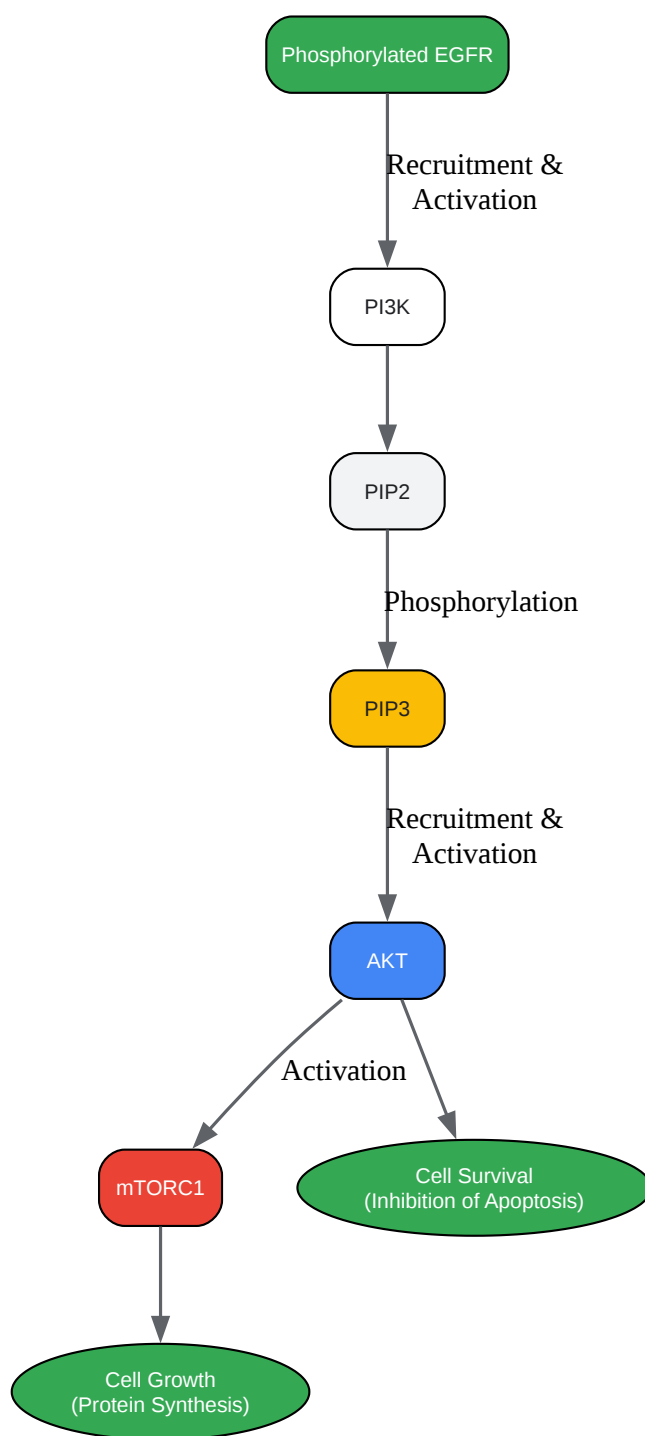 Phosphorylated EGFR
Recruitment &
Activation
PI3K
PIP2
Phosphorylation
PIP3
Recruitment &
Activation
AKT
Activation
mTORC1
Cell Survival
(Inhibition of Apoptosis)
Cell Growth
(Protein Synthesis)